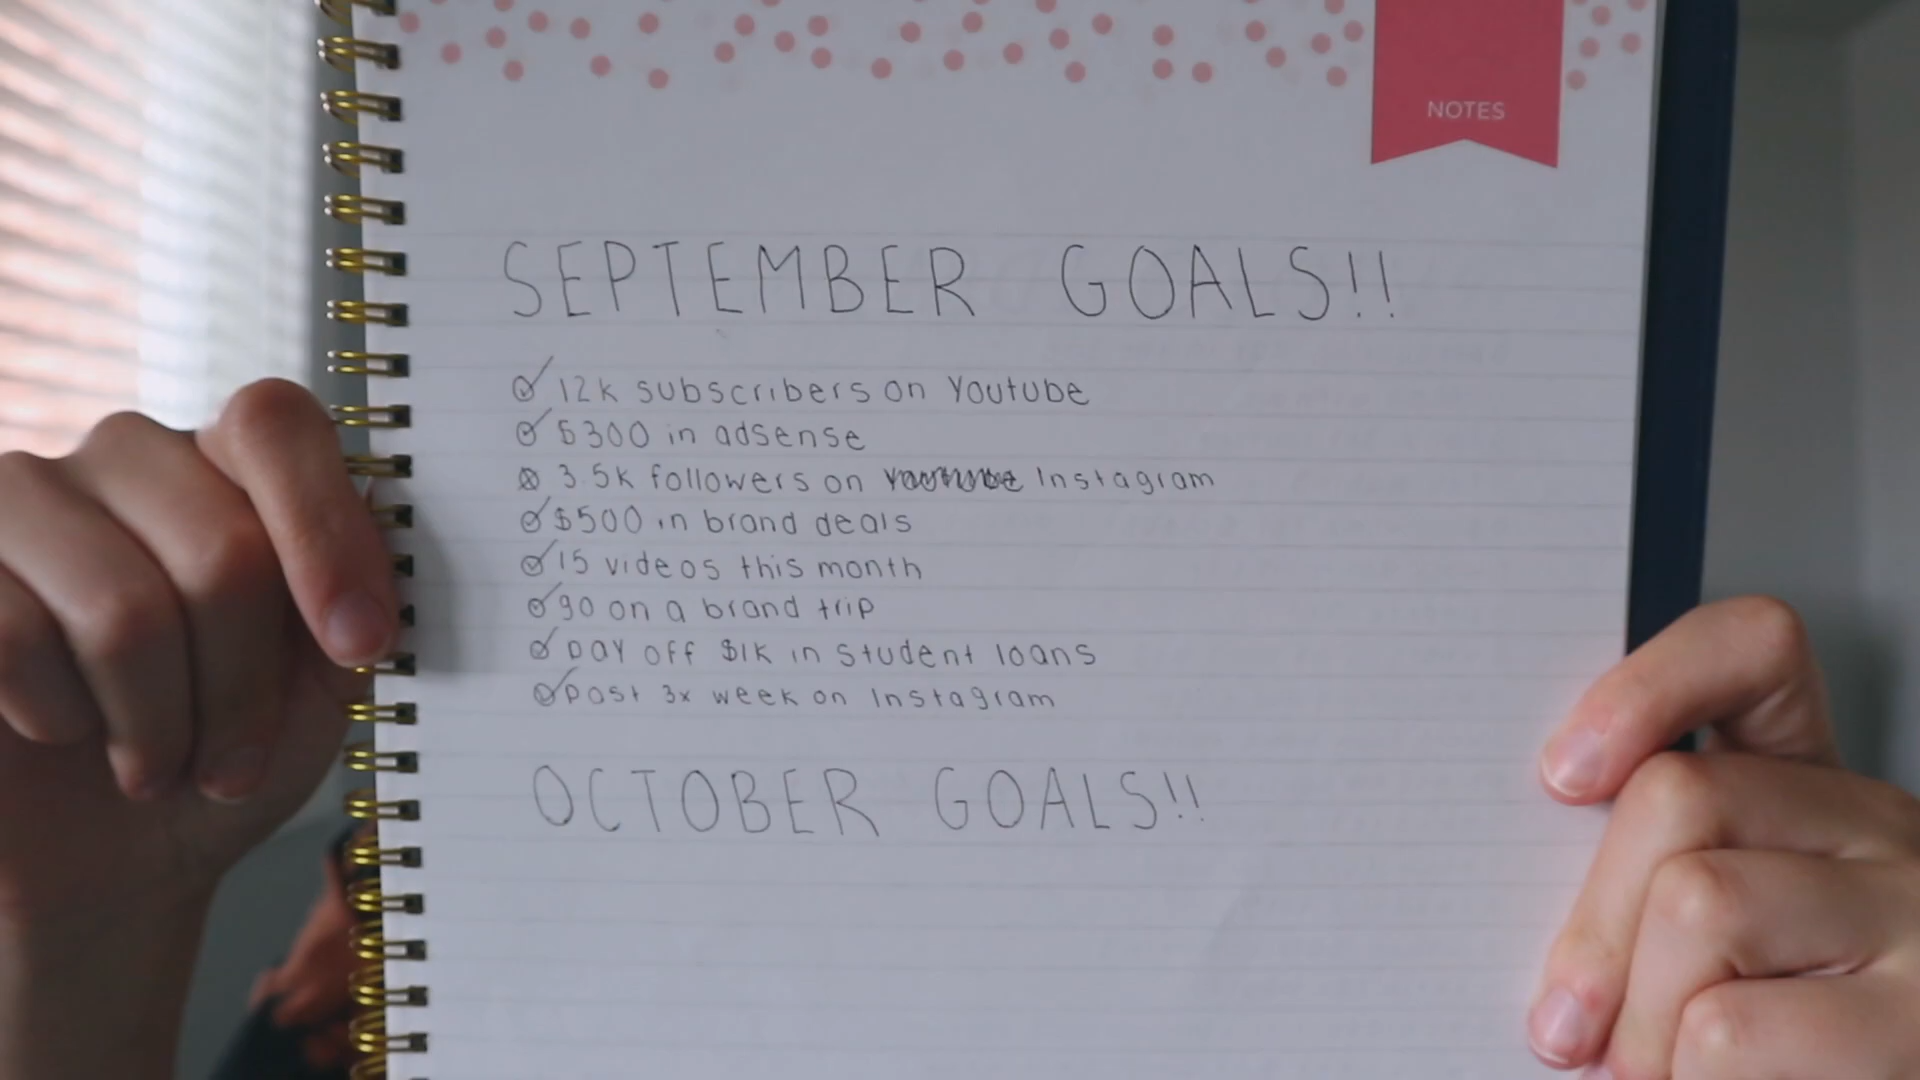 NOTES
SEPTEMBER GOALS!!
12k subscribers on Youtube
$300 in adsense
3.5k followers on Instagram
$500 in brand deals
15 videos this month
go on a brand trip
pay off $1k in student loans
post 3x week on Instagram
OCTOBER GOALS!!